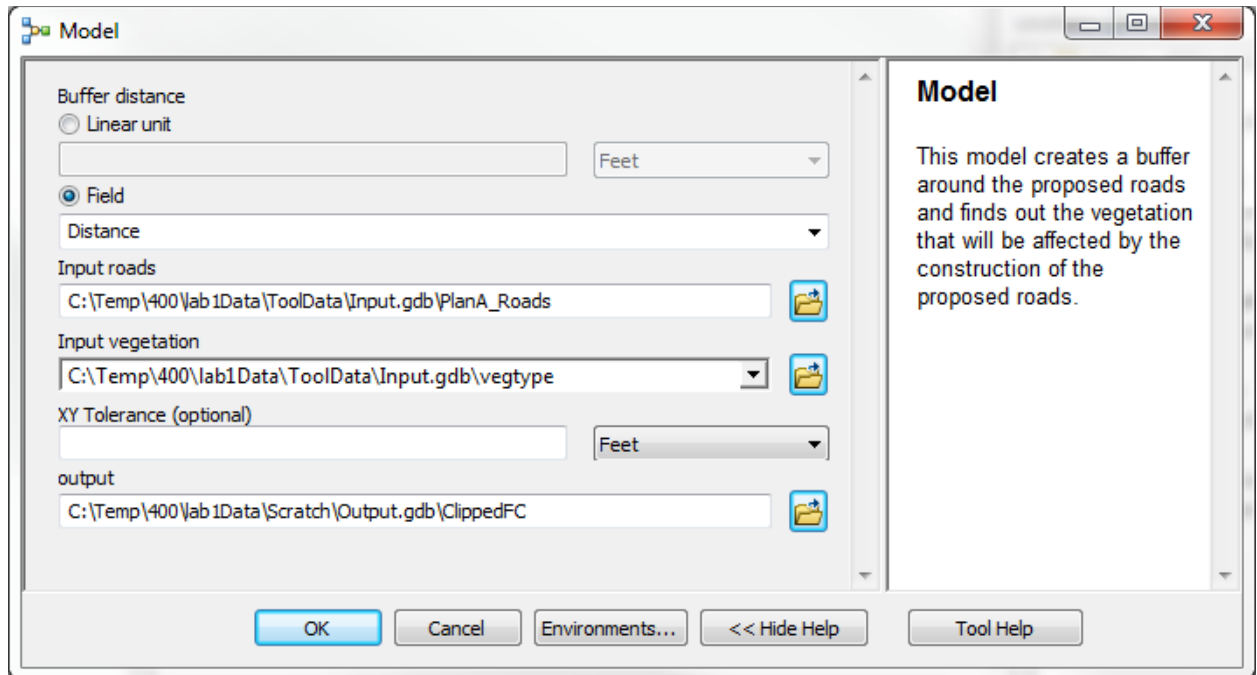 Model
Buffer distance
Linear unit
Feet
Field
Distance
Input roads
C:\Temp\400\lab1Data\ToolData\Input.gdb\PlanA_Roads
Input vegetation
C:\Temp\400\lab1Data\ToolData\Input.gdb\vegtype
XY Tolerance (optional)
Feet
output
C:\Temp\400\lab1Data\Scratch\Output.gdb\ClippedFC
Model
This model creates a buffer
around the proposed roads
and finds out the vegetation
that will be affected by the
construction of the
proposed roads.
OK
Cancel
Environments...
<< Hide Help
Tool Help